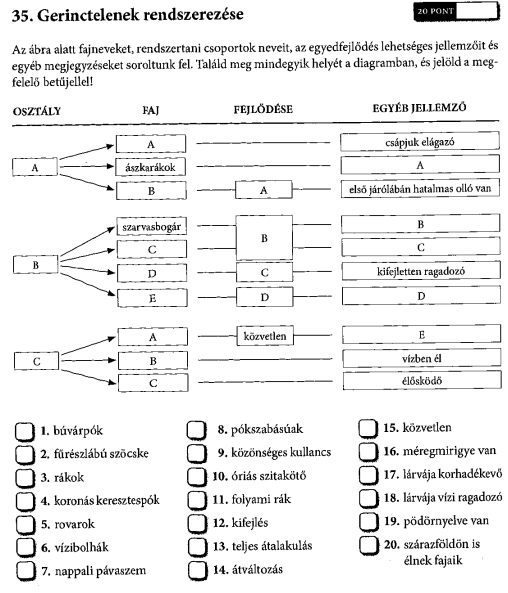 35. Gerinctelenek rendszerezése
20 PONT
Az ábra alatt fajneveket, rendszertani csoportok neveit, az egyedfejlődés lehetséges jellemzőit és
egyéb megjegyzéseket soroltunk fel. Találd meg mindegyik helyét a diagramban, és jelöld a meg-
felelő betűjellel!
OSZTÁLY FAJ FEJLŐDÉSE EGYÉB JELLEMZŐ
A csápjuk elágazó
A ászkarákok A
B A első járólábán hatalmas olló van
szarvasbogár B
B C B C
D C kifejletten ragadozó
E D D
A közvetlen E
C B vízben él
C élősködő
1. búvárpók
2. fűrészlábú szöcske
3. rákok
4. koronás keresztespók
5. rovarok
6. vízibolhák
7. nappali pávaszem
8. pókszabásúak
9. közönséges kullancs
10. óriás szitakötő
11. folyami rák
12. kifejlés
13. teljes átalakulás
14. átváltozás
15. közvetlen
16. méregmirigye van
17. lárvája korhadékevő
18. lárvája vízi ragadozó
19. pödörnyelve van
20. szárazföldön is
élnek fajaik